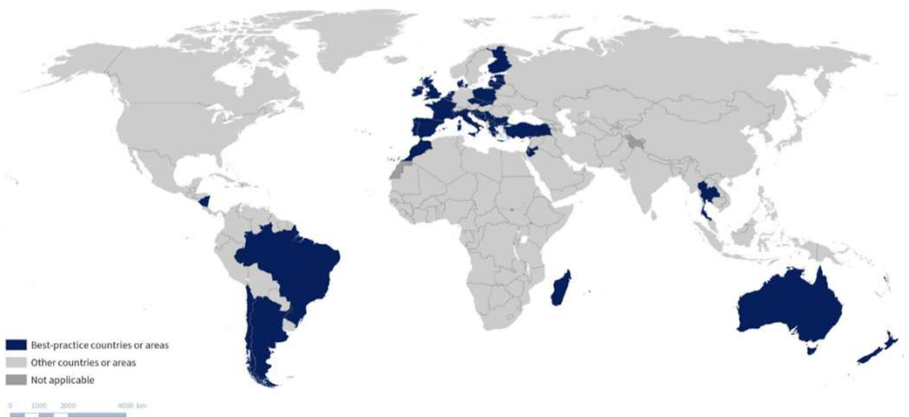 Best-practice countries or areas
Other countries or areas
Not applicable
0 1000 2000 4000 km